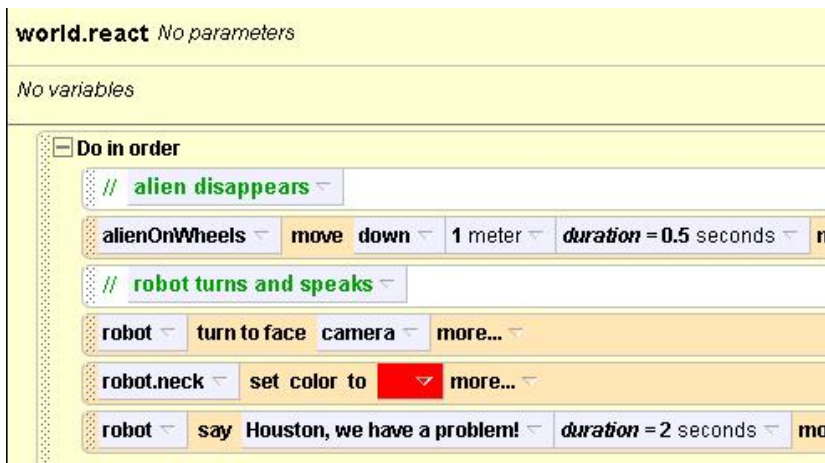 world.react No parameters
No variables
Do in order
// alien disappears
alienOnWheels move down 1 meter duration = 0.5 seconds
// robot turns and speaks
robot turn to face camera more...
robot.neck set color to more...
robot say Houston, we have a problem! duration = 2 seconds